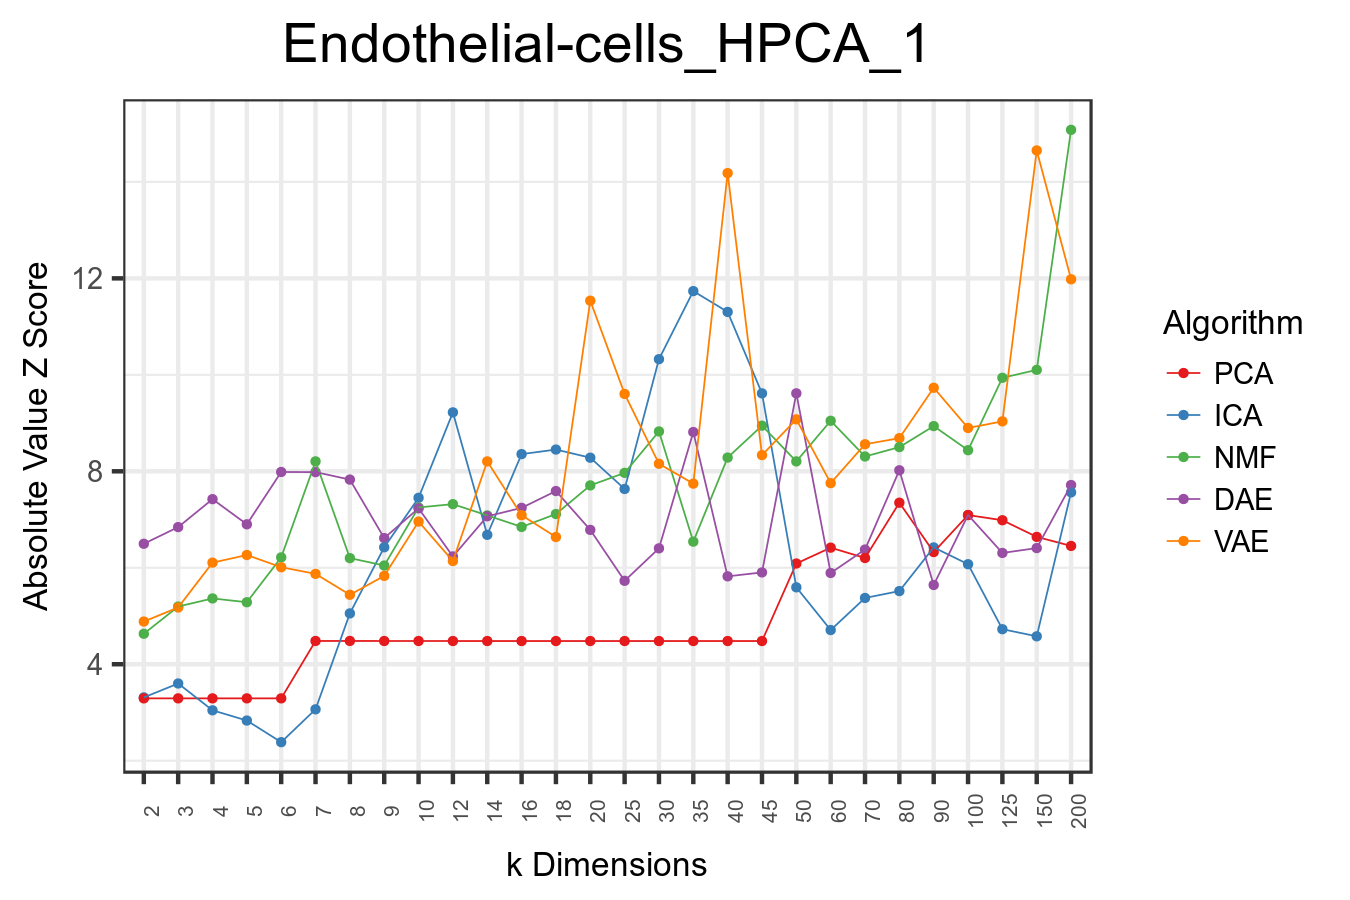 Endothelial-cells_HPCA_1
Absolute Value Z Score
12
8
4
2 3 4 5 6 7 8 9 10 12 14 16 18 20 25 30 35 40 45 50 60 70 80 90 100 125 150 200
k Dimensions
Algorithm
PCA
ICA
NMF
DAE
VAE